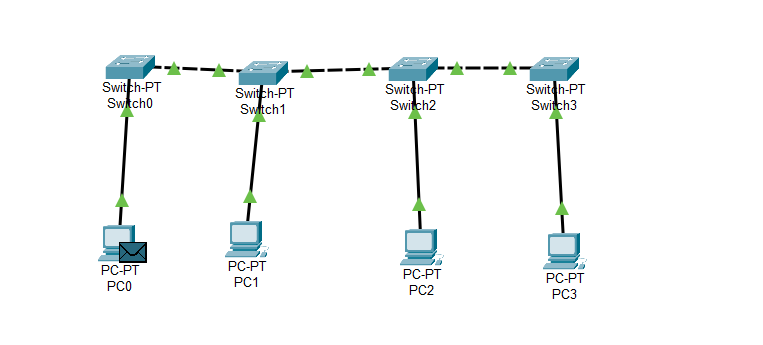 Switch-PT
Switch0
Switch-PT
Switch1
Switch-PT
Switch2
Switch-PT
Switch3
PC-PT
PC0
PC-PT
PC1
PC-PT
PC2
PC-PT
PC3